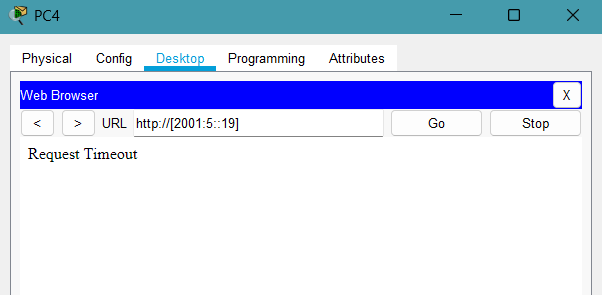 PC4
Physical Config Desktop Programming Attributes
Web Browser X
< > URL http://[2001:5::19] Go Stop
Request Timeout